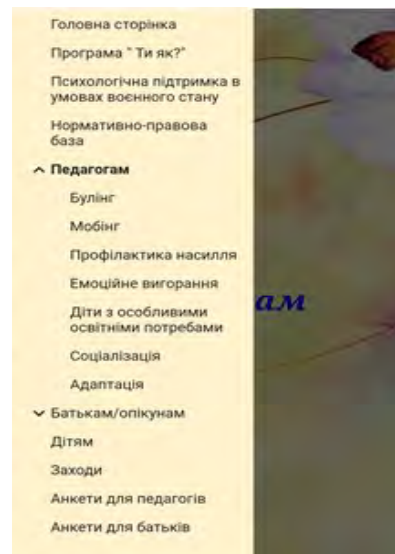 Головна сторінка
Програма " Ти як?"
Психологічна підтримка в
умовах воєнного стану
Нормативно-правова
база
Педагогам
Булінг
Мобінг
Профілактика насилля
Емоційне вигорання
Діти з особливими
освітніми потребами
Соціалізація
Адаптація
Батькам/опікунам
Дітям
Заходи
Анкети для педагогів
Анкети для батьків
ам